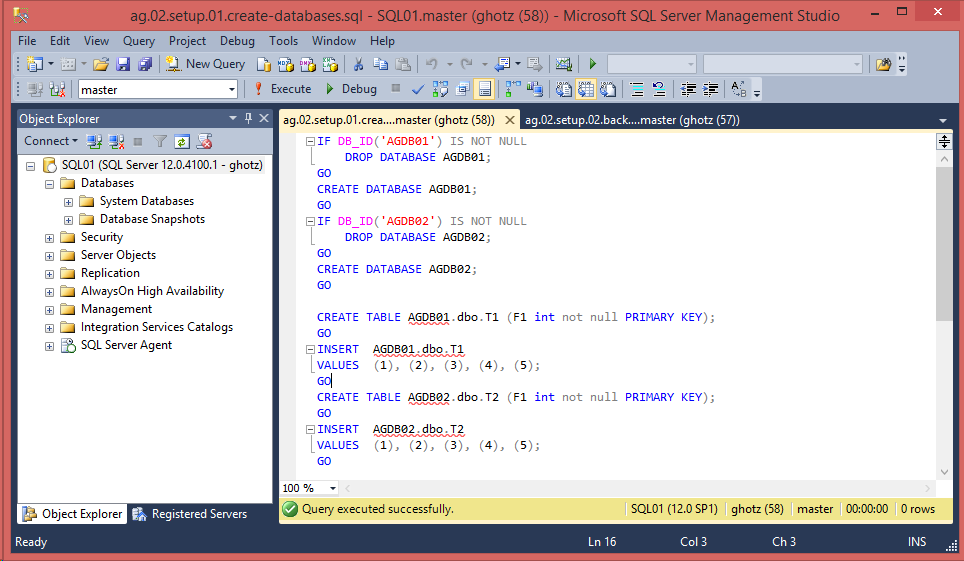 ag.02.setup.01.create-databases.sql - SQL01.master (ghotz (58)) - Microsoft SQL Server Management Studio
File Edit View Query Project Debug Tools Window Help
New Query
master Execute Debug
Object Explorer
Connect
SQL01 (SQL Server 12.0.4100.1 - ghotz)
Databases
System Databases
Database Snapshots
Security
Server Objects
Replication
AlwaysOn High Availability
Management
Integration Services Catalogs
SQL Server Agent
Object Explorer Registered Servers
ag.02.setup.01.crea....master (ghotz (58)) ag.02.setup.02.back....master (ghotz (57))
IF DB_ID('AGDB01') IS NOT NULL
DROP DATABASE AGDB01;
GO
CREATE DATABASE AGDB01;
GO
IF DB_ID('AGDB02') IS NOT NULL
DROP DATABASE AGDB02;
GO
CREATE DATABASE AGDB02;
GO
CREATE TABLE AGDB01.dbo.T1 (F1 int not null PRIMARY KEY);
GO
INSERT AGDB01.dbo.T1
VALUES (1), (2), (3), (4), (5);
GO
CREATE TABLE AGDB02.dbo.T2 (F1 int not null PRIMARY KEY);
GO
INSERT AGDB02.dbo.T2
VALUES (1), (2), (3), (4), (5);
GO
100 %
Query executed successfully. SQL01 (12.0 SP1) ghotz (58) master 00:00:00 0 rows
Ready Ln 16 Col 3 Ch 3 INS